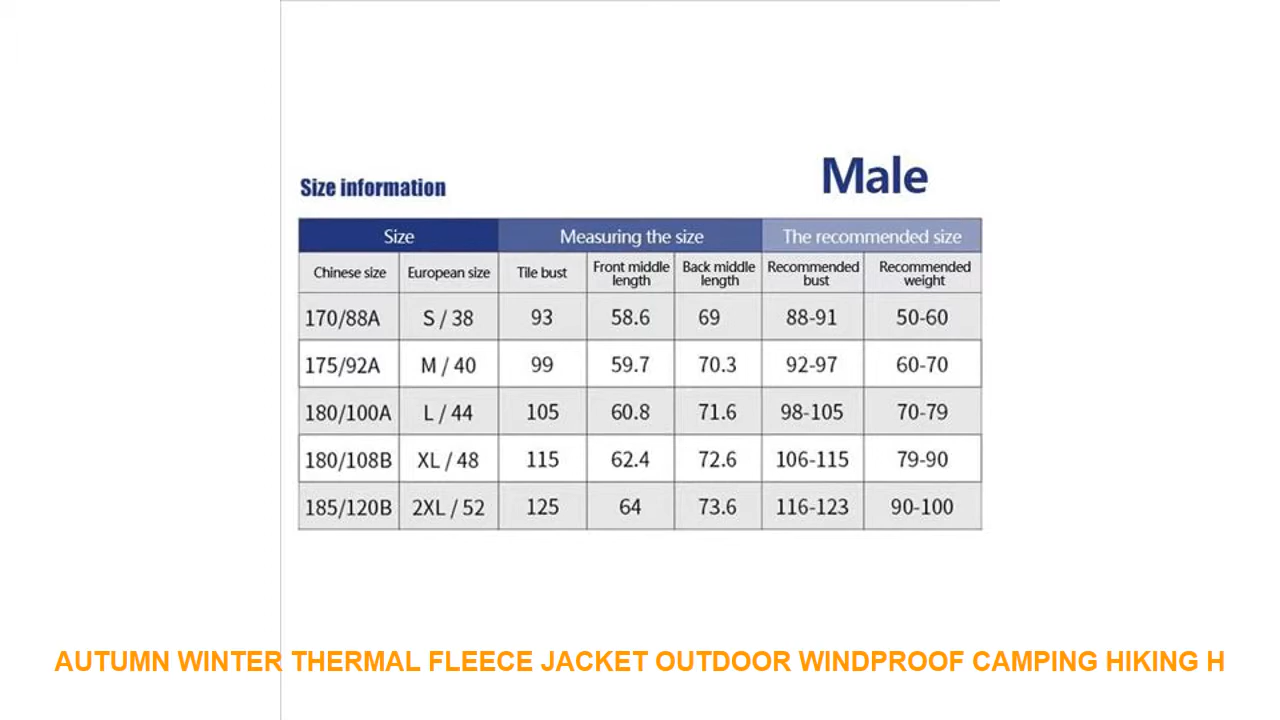 Male
Size information
Size Measuring the size The recommended size
Chinese size European size Tile bust Front middle length Back middle length Recommended bust Recommended weight
170/88A S / 38 93 58.6 69 88-91 50-60
175/92A M / 40 99 59.7 70.3 92-97 60-70
180/100A L / 44 105 60.8 71.6 98-105 70-79
180/108B XL / 48 115 62.4 72.6 106-115 79-90
185/120B 2XL / 52 125 64 73.6 116-123 90-100
AUTUMN WINTER THERMAL FLEECE JACKET OUTDOOR WINDPROOF CAMPING HIKING H